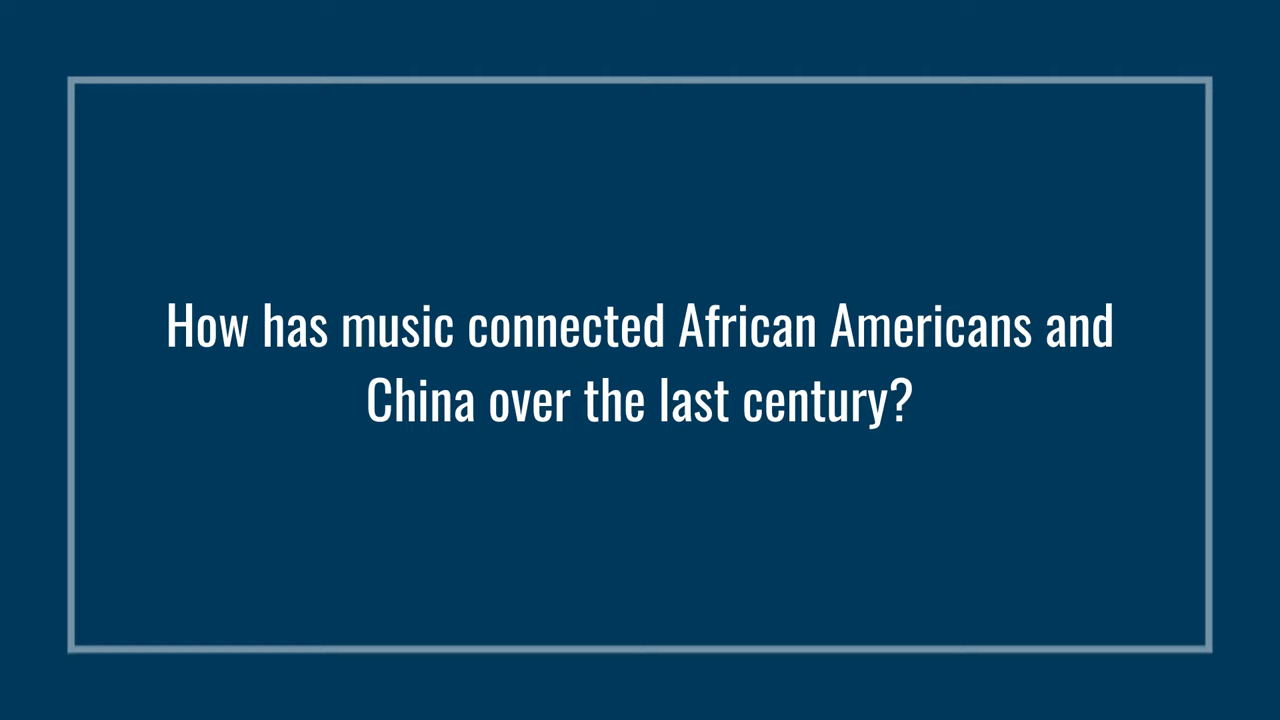 How has music connected African Americans and
China over the last century?